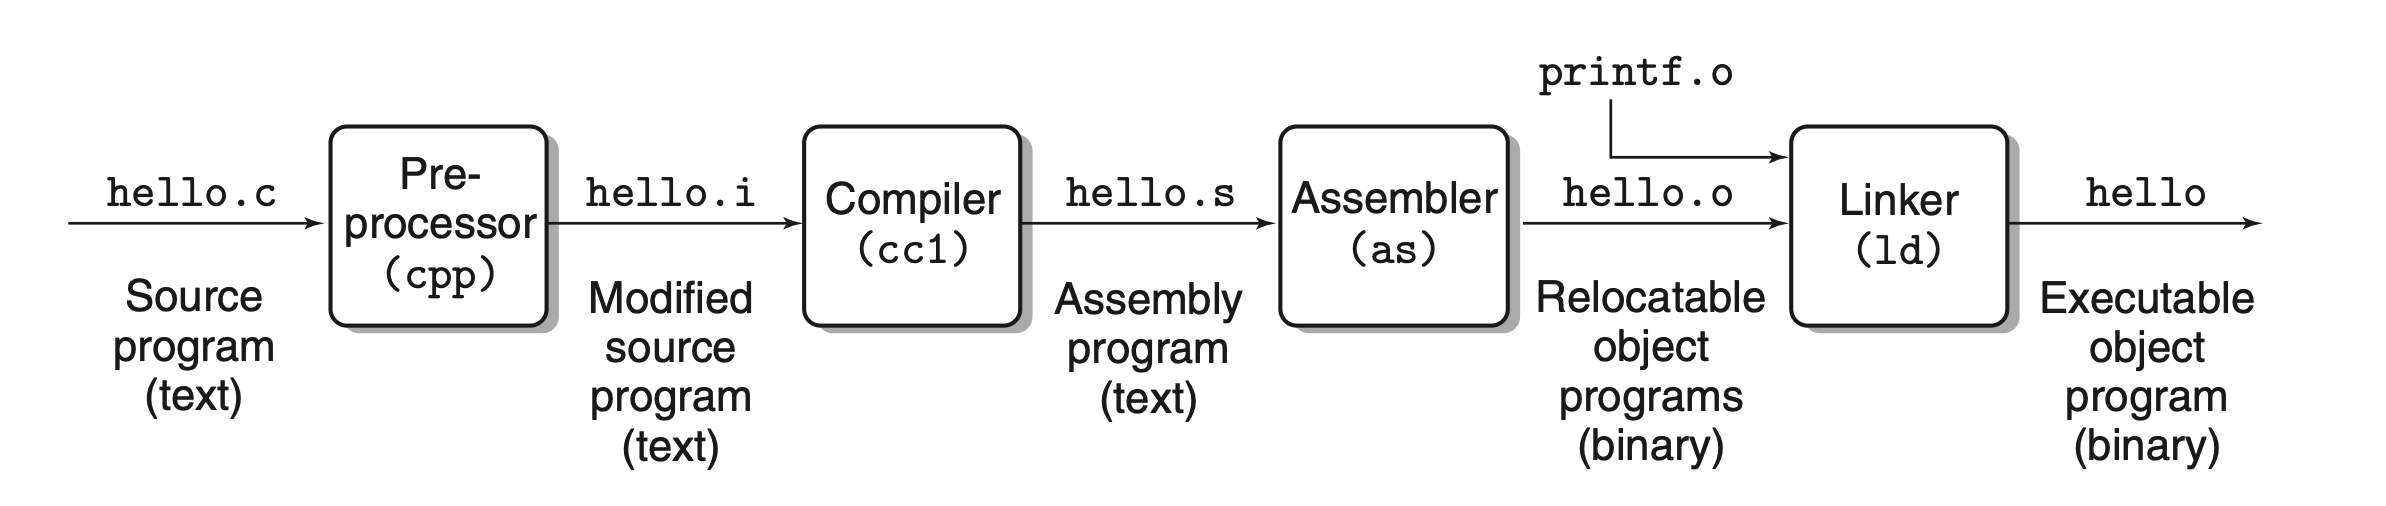 printf.o
hello.c
Pre-
processor
(cpp)
hello.i
Compiler
(cc1)
hello.s
Assembler
(as)
hello.o
Linker
(ld)
hello
Source
program
(text)
Modified
source
program
(text)
Assembly
program
(text)
Relocatable
object
programs
(binary)
Executable
object
program
(binary)